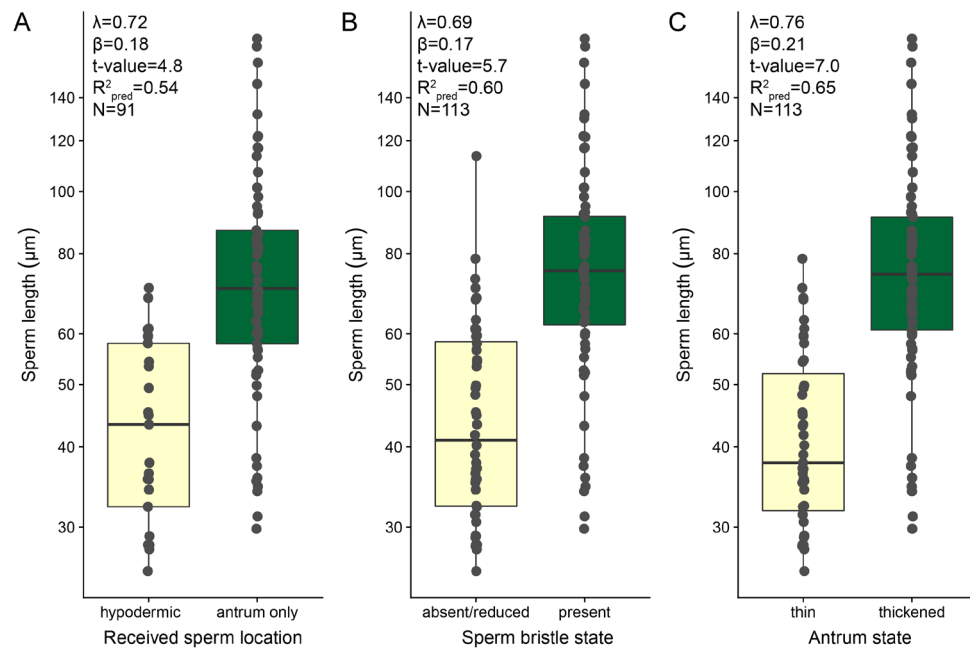 A
λ=0.72
β=0.18
t-value=4.8
R²pred=0.54
N=91
Sperm length (μm)
140
120
100
80
60
50
40
30
hypodermic antrum only
Received sperm location
B
λ=0.69
β=0.17
t-value=5.7
R²pred=0.60
N=113
Sperm length (μm)
140
120
100
80
60
50
40
30
absent/reduced present
Sperm bristle state
C
λ=0.76
β=0.21
t-value=7.0
R²pred=0.65
N=113
Sperm length (μm)
140
120
100
80
60
50
40
30
thin thickened
Antrum state